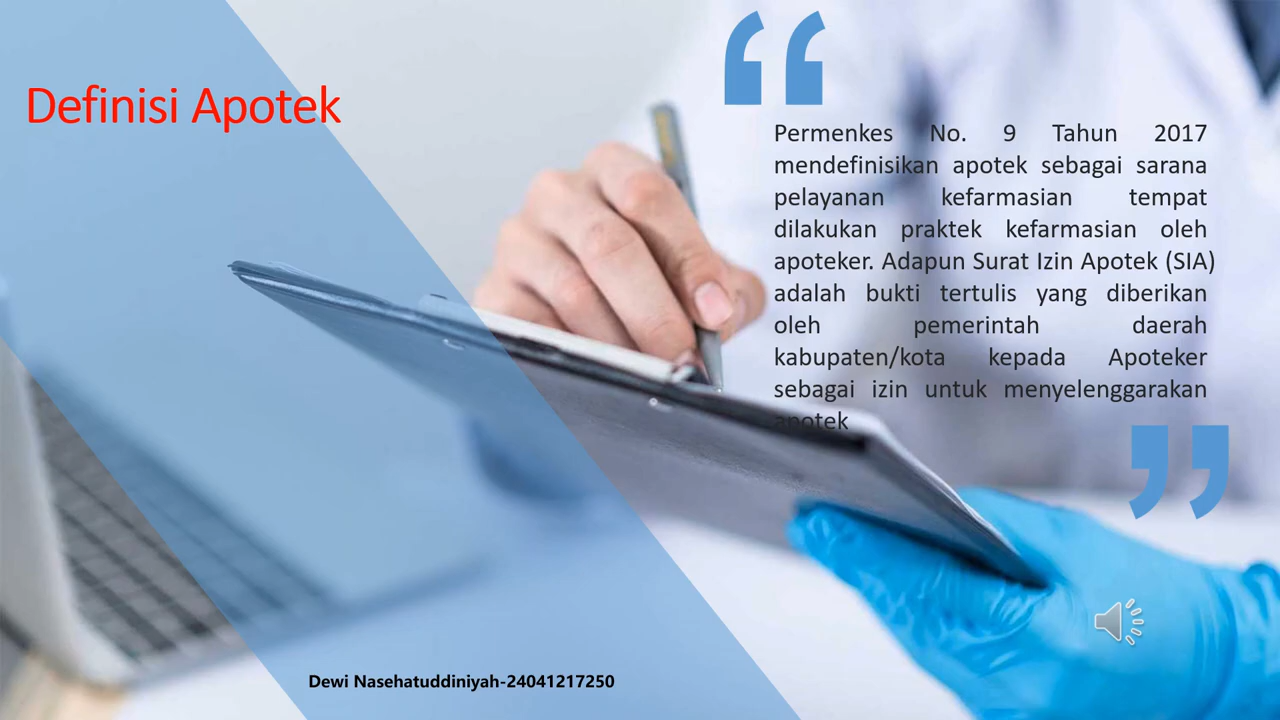 Definisi Apotek
Permenkes No. 9 Tahun 2017
mendefinisikan apotek sebagai sarana
pelayanan kefarmasian tempat
dilakukan praktek kefarmasian oleh
apoteker. Adapun Surat Izin Apotek (SIA)
adalah bukti tertulis yang diberikan
oleh pemerintah daerah
kabupaten/kota kepada Apoteker
sebagai izin untuk menyelenggarakan
apotek
Dewi Nasehatuddiniyah-24041217250